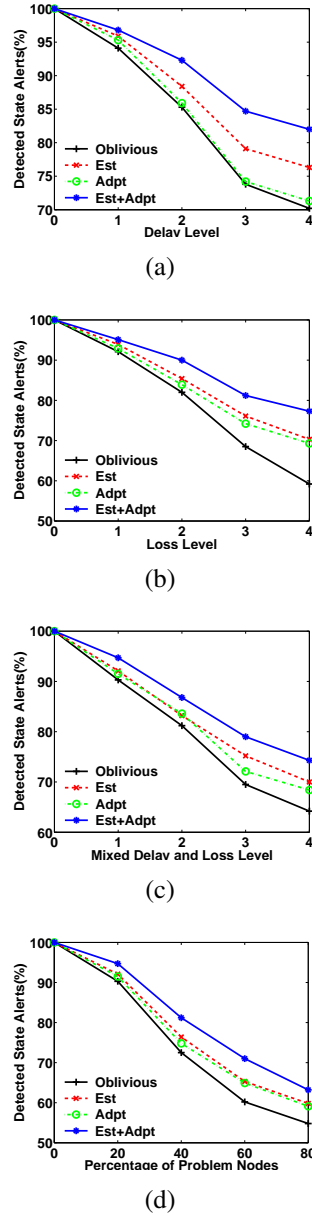 100
95
90
85
80
75
70
Detected State Alerts(%)
Oblivious
Est
Adpt
Est+Adpt
0 1 2 3 4
Delay Level
(a)
100
90
80
70
60
50
Detected State Alerts(%)
Oblivious
Est
Adpt
Est+Adpt
0 1 2 3 4
Loss Level
(b)
100
90
80
70
60
Detected State Alerts(%)
Oblivious
Est
Adpt
Est+Adpt
0 1 2 3 4
Mixed Delay and Loss Level
(c)
100
90
80
70
60
50
Detected State Alerts(%)
Oblivious
Est
Adpt
Est+Adpt
0 20 40 60 80
Percentage of Problem Nodes
(d)